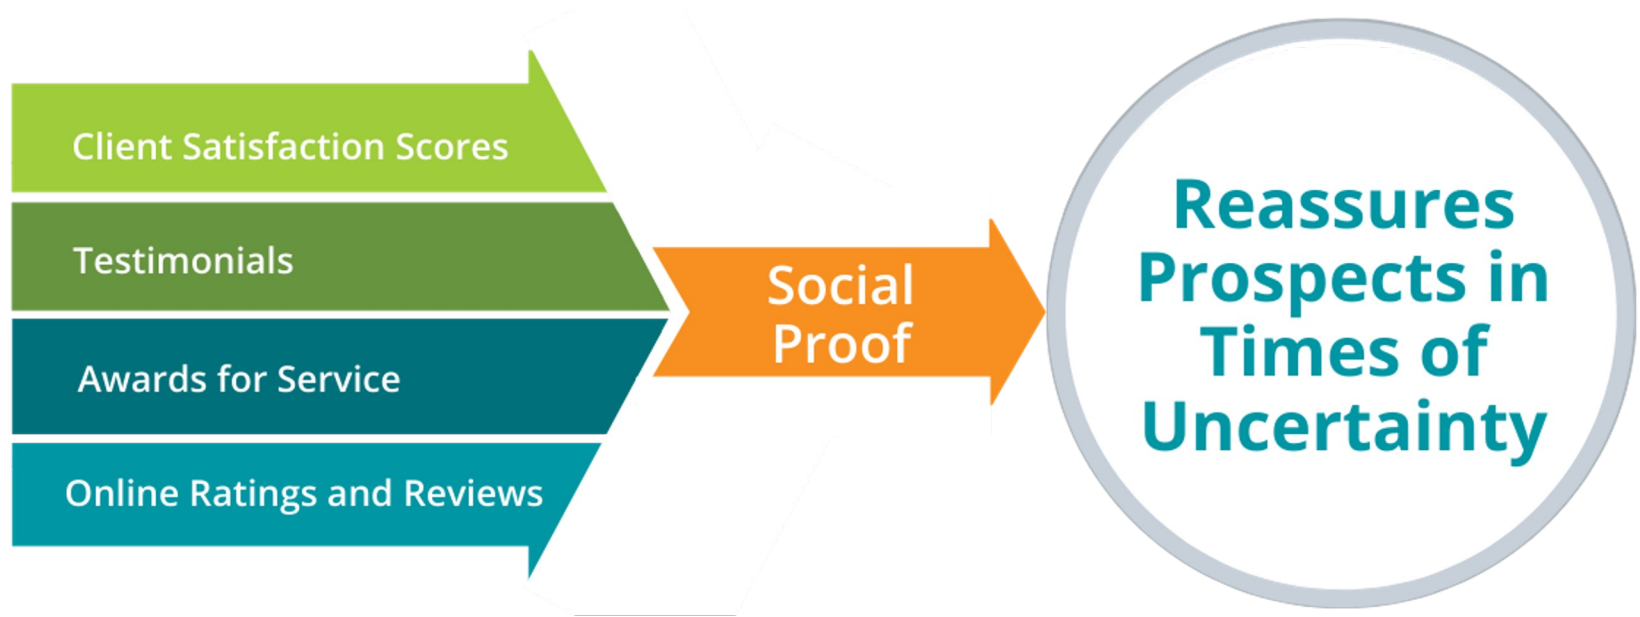 Client Satisfaction Scores
Testimonials
Awards for Service
Online Ratings and Reviews
Social
Proof
Reassures
Prospects in
Times of
Uncertainty